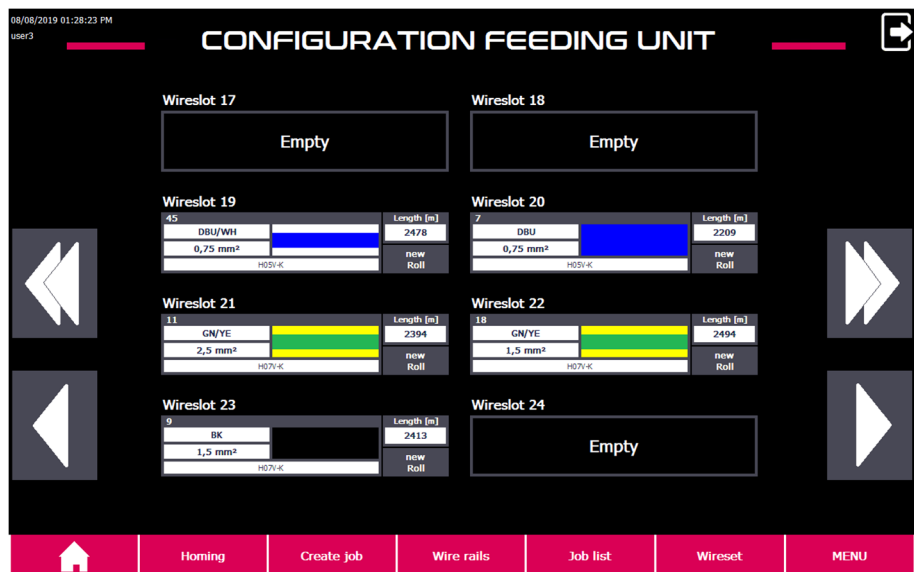 08/08/2019 01:28:23 PM
user3
CONFIGURATION FEEDING UNIT
Wireslot 17
Empty
Wireslot 18
Empty
Wireslot 19
45
Length [m]
DBU/WH
2478
0,75 mm²
new
Roll
H05V-K
Wireslot 20
7
Length [m]
DBU
2209
0,75 mm²
new
Roll
H05V-K
Wireslot 21
11
Length [m]
GN/YE
2394
2,5 mm²
new
Roll
H07V-K
Wireslot 22
18
Length [m]
GN/YE
2494
1,5 mm²
new
Roll
H07V-K
Wireslot 23
9
Length [m]
BK
2413
1,5 mm²
new
Roll
H07V-K
Wireslot 24
Empty
Homing
Create job
Wire rails
Job list
Wireset
MENU